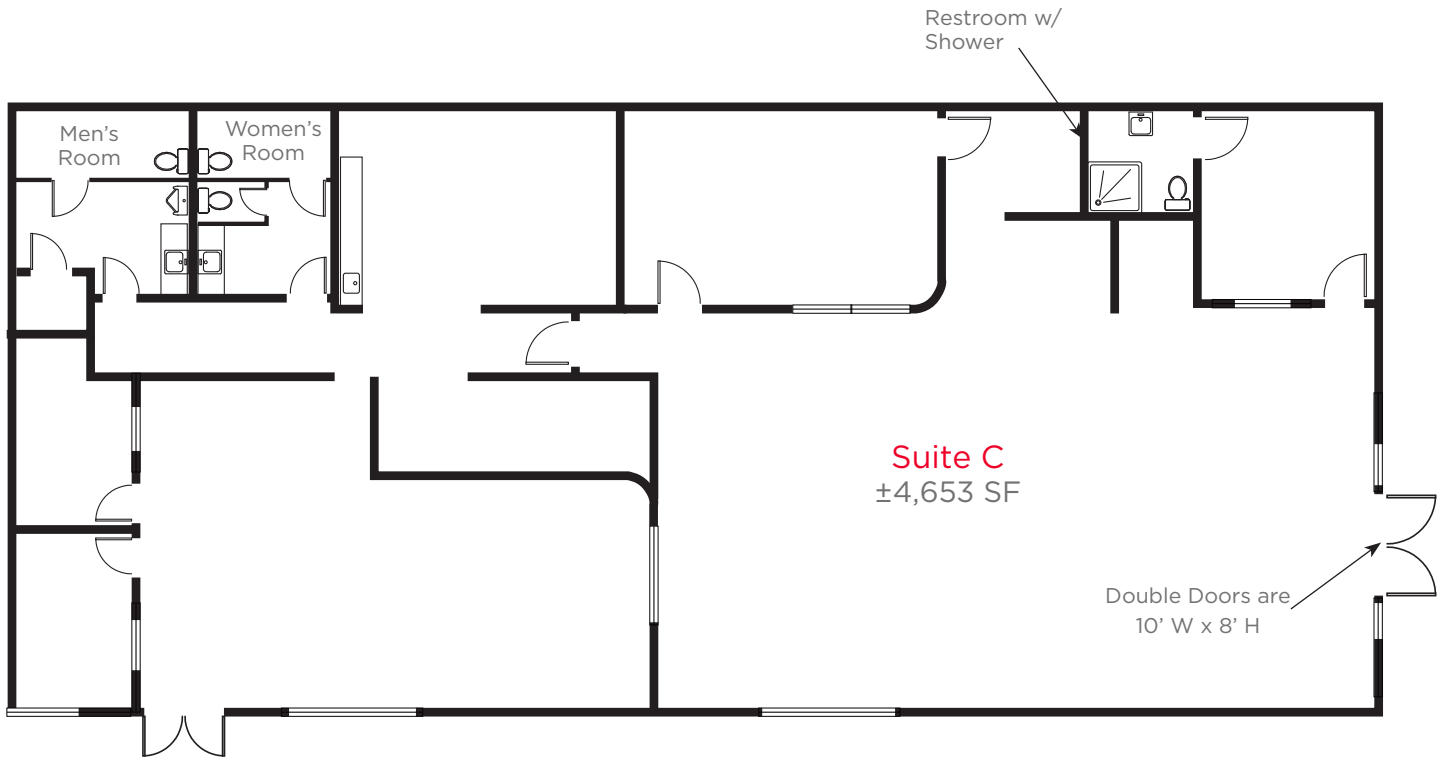 Restroom w/
Shower
Men’s
Room
Women’s
Room
Suite C
±4,653 SF
Double Doors are
10’ W x 8’ H